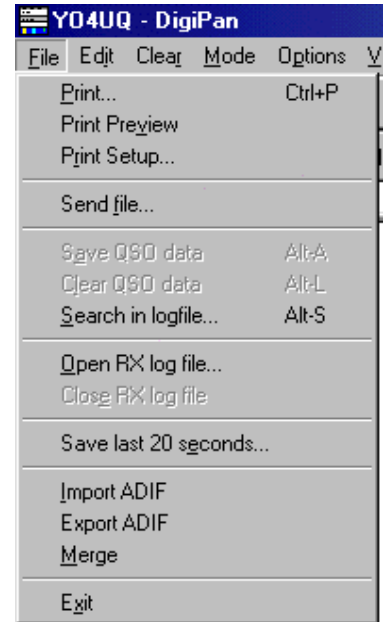 YO4UQ - DigiPan
File Edit Clear Mode Options V
Print... Ctrl+P
Print Preview
Print Setup...
Send file...
Save QSO data Alt-A
Clear QSO data Alt-L
Search in logfile... Alt-S
Open RX log file...
Close RX log file
Save last 20 seconds...
Import ADIF
Export ADIF
Merge
Exit